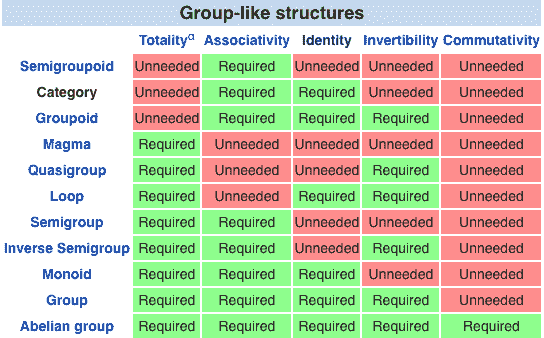 Group-like structures
Totalityα Associativity Identity Invertibility Commutativity
Semigroupoid Unneeded Required Unneeded Unneeded Unneeded
Category Unneeded Required Required Unneeded Unneeded
Groupoid Unneeded Required Required Required Unneeded
Magma Required Unneeded Unneeded Unneeded Unneeded
Quasigroup Required Unneeded Unneeded Required Unneeded
Loop Required Unneeded Required Required Unneeded
Semigroup Required Required Unneeded Unneeded Unneeded
Inverse Semigroup Required Required Unneeded Required Unneeded
Monoid Required Required Required Unneeded Unneeded
Group Required Required Required Required Unneeded
Abelian group Required Required Required Required Required